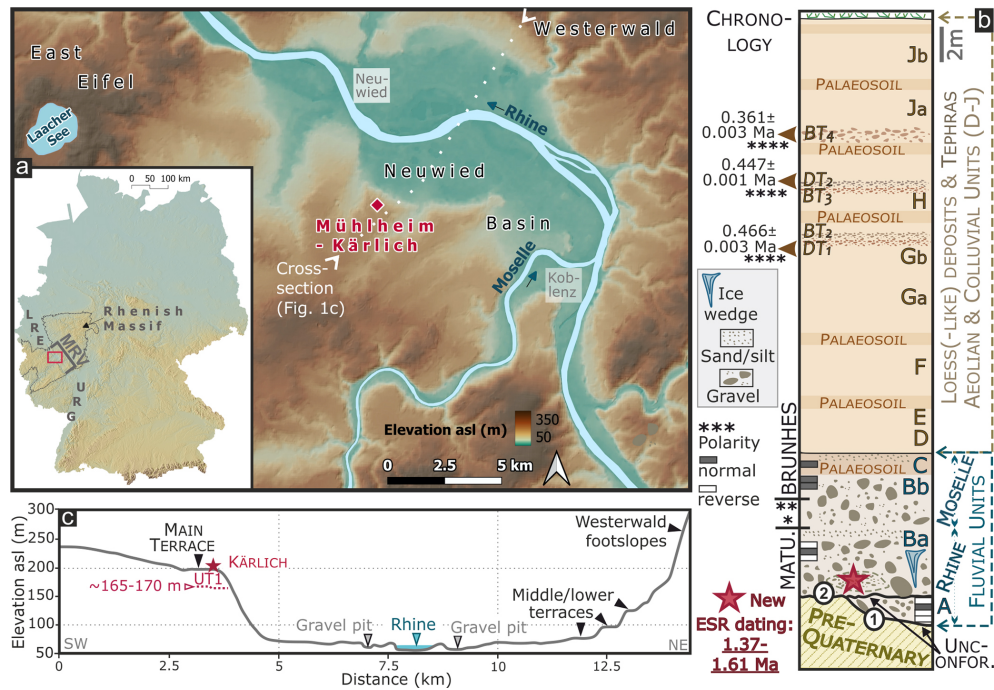 East
Eifel
Laacher
See
Neu-
wied
Westerwald
Rhine
Neuwied
Basin
Mühlheim
- Kärlich
Cross-
section
(Fig. 1c)
Moselle
Kob-
lenz
Elevation asl (m)
350
50
0 2.5 5 km
a
0 50 100 km
L
R
E
Rhenish
Massif
MRV
U
R
G
c
Elevation asl (m)
300
250
200
150
100
50
Main
Terrace
Kärlich
UT1
~165-170 m
SW
Gravel pit
Rhine
Gravel pit
Middle/lower
terraces
Westerwald
footslopes
NE
0 2.5 5 7.5 10 12.5
Distance (km)
b
Chrono-
logy
2m
Jb
Palaeosoil
Ja
0.361±
0.003 Ma
****
BT4
Palaeosoil
0.447±
0.001 Ma
****
DT2
BT3
H
Palaeosoil
0.466±
0.003 Ma
****
BT2
DT1
Gb
Ga
Palaeosoil
F
Palaeosoil
E
D
Loess(-like) deposits & Tephras
Aeolian & Colluvial Units (D-J)
Ice
wedge
Sand/silt
Gravel
***
Polarity
normal
reverse
Brunhes
**
*
Matu.
C
Palaeosoil
Bb
Ba
A
Rhine
Moselle
Fluvial Units
New
ESR dating:
1.37-
1.61 Ma
2
1
Pre-
Quaternary
Unc-
onfor.